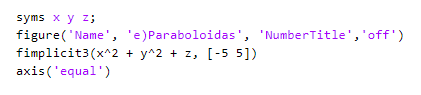 syms x y z;
figure('Name', 'e)Paraboloidas', 'NumberTitle','off')
fimplicit3(x^2 + y^2 + z, [-5 5])
axis('equal')